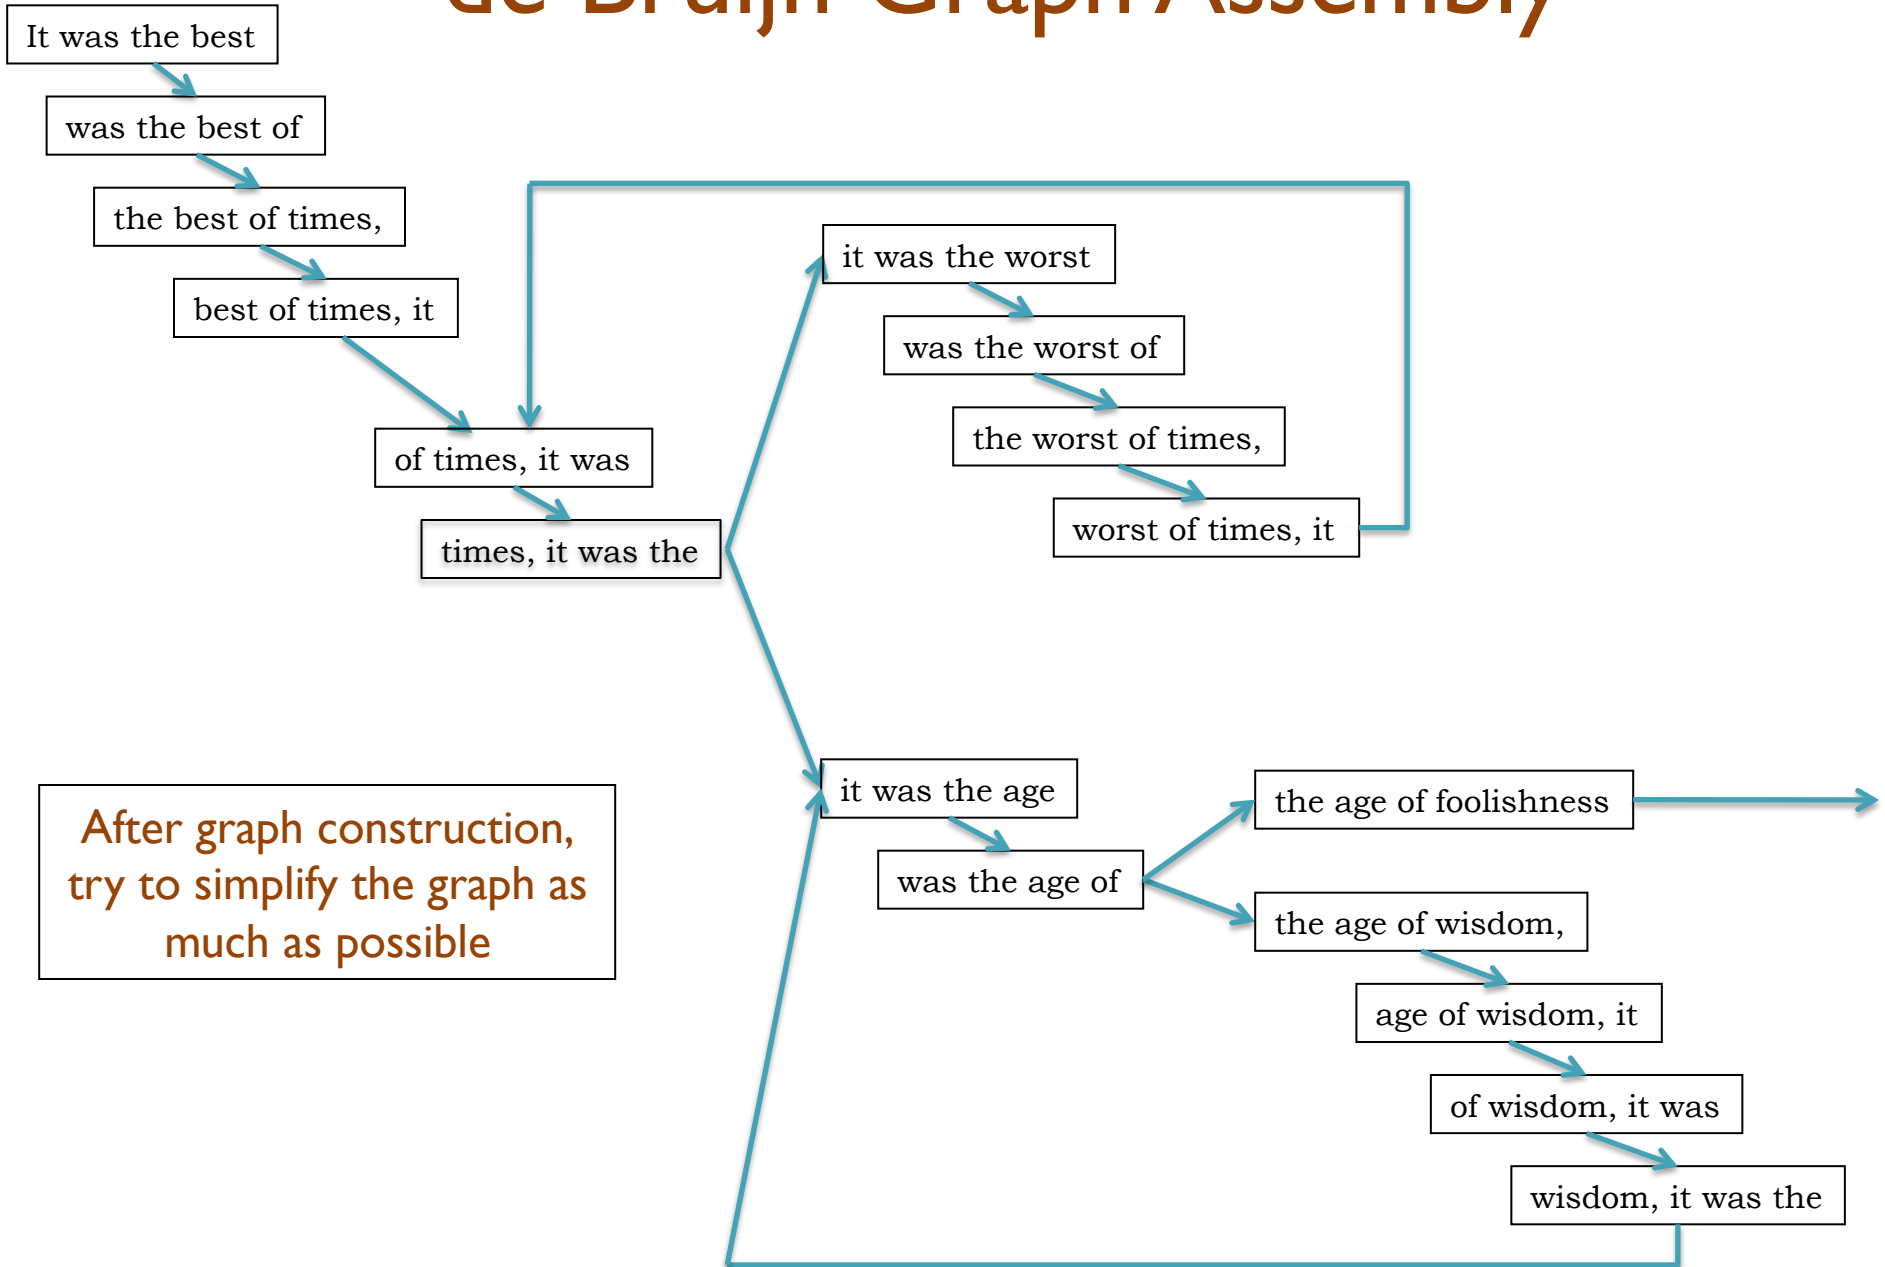 de Bruijn Graph Assembly
It was the best
was the best of
the best of times,
best of times, it
of times, it was
times, it was the
it was the worst
was the worst of
the worst of times,
worst of times, it
it was the age
was the age of
the age of foolishness
the age of wisdom,
age of wisdom, it
of wisdom, it was
wisdom, it was the
After graph construction,
try to simplify the graph as
much as possible